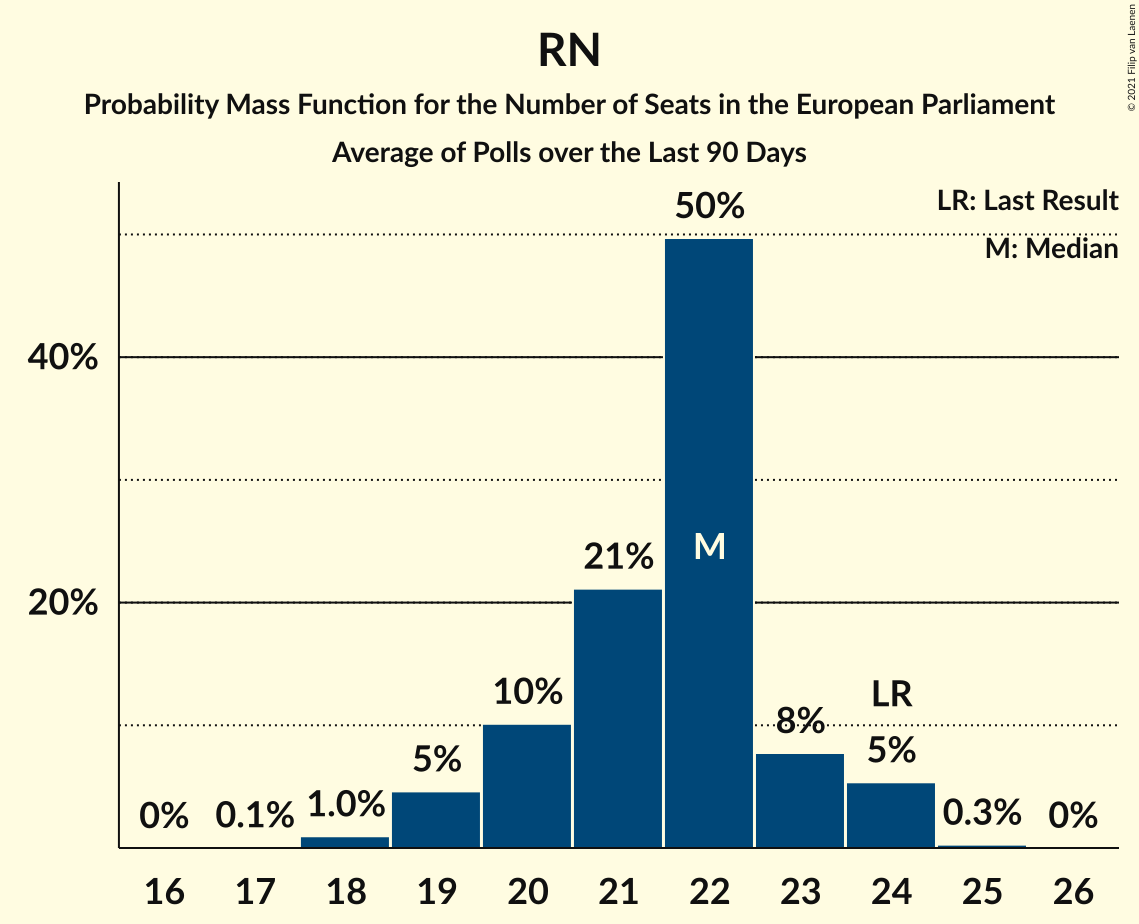 RN
Probability Mass Function for the Number of Seats in the European Parliament
Average of Polls over the Last 90 Days
© 2021 Filip van Laenen
LR: Last Result
M: Median
50%
40%
M
21%
20%
10%
LR
8%
5%
5%
1.0%
0%
0.1%
0.3%
0%
16 17 18 19 20 21 22 23 24 25 26